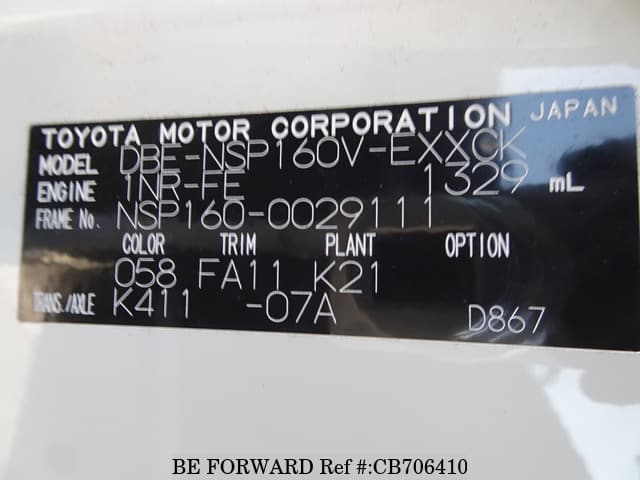 TOYOTA MOTOR CORPORATION JAPAN
MODEL DBE-NSP160V-EXXCK
ENGINE 1NR-FE 1329 mL
FRAME No. NSP160-0029111
COLOR TRIM PLANT OPTION
058 FA11 K21
TRANS./AXLE K411 -07A D867
BE FORWARD Ref #:CB706410